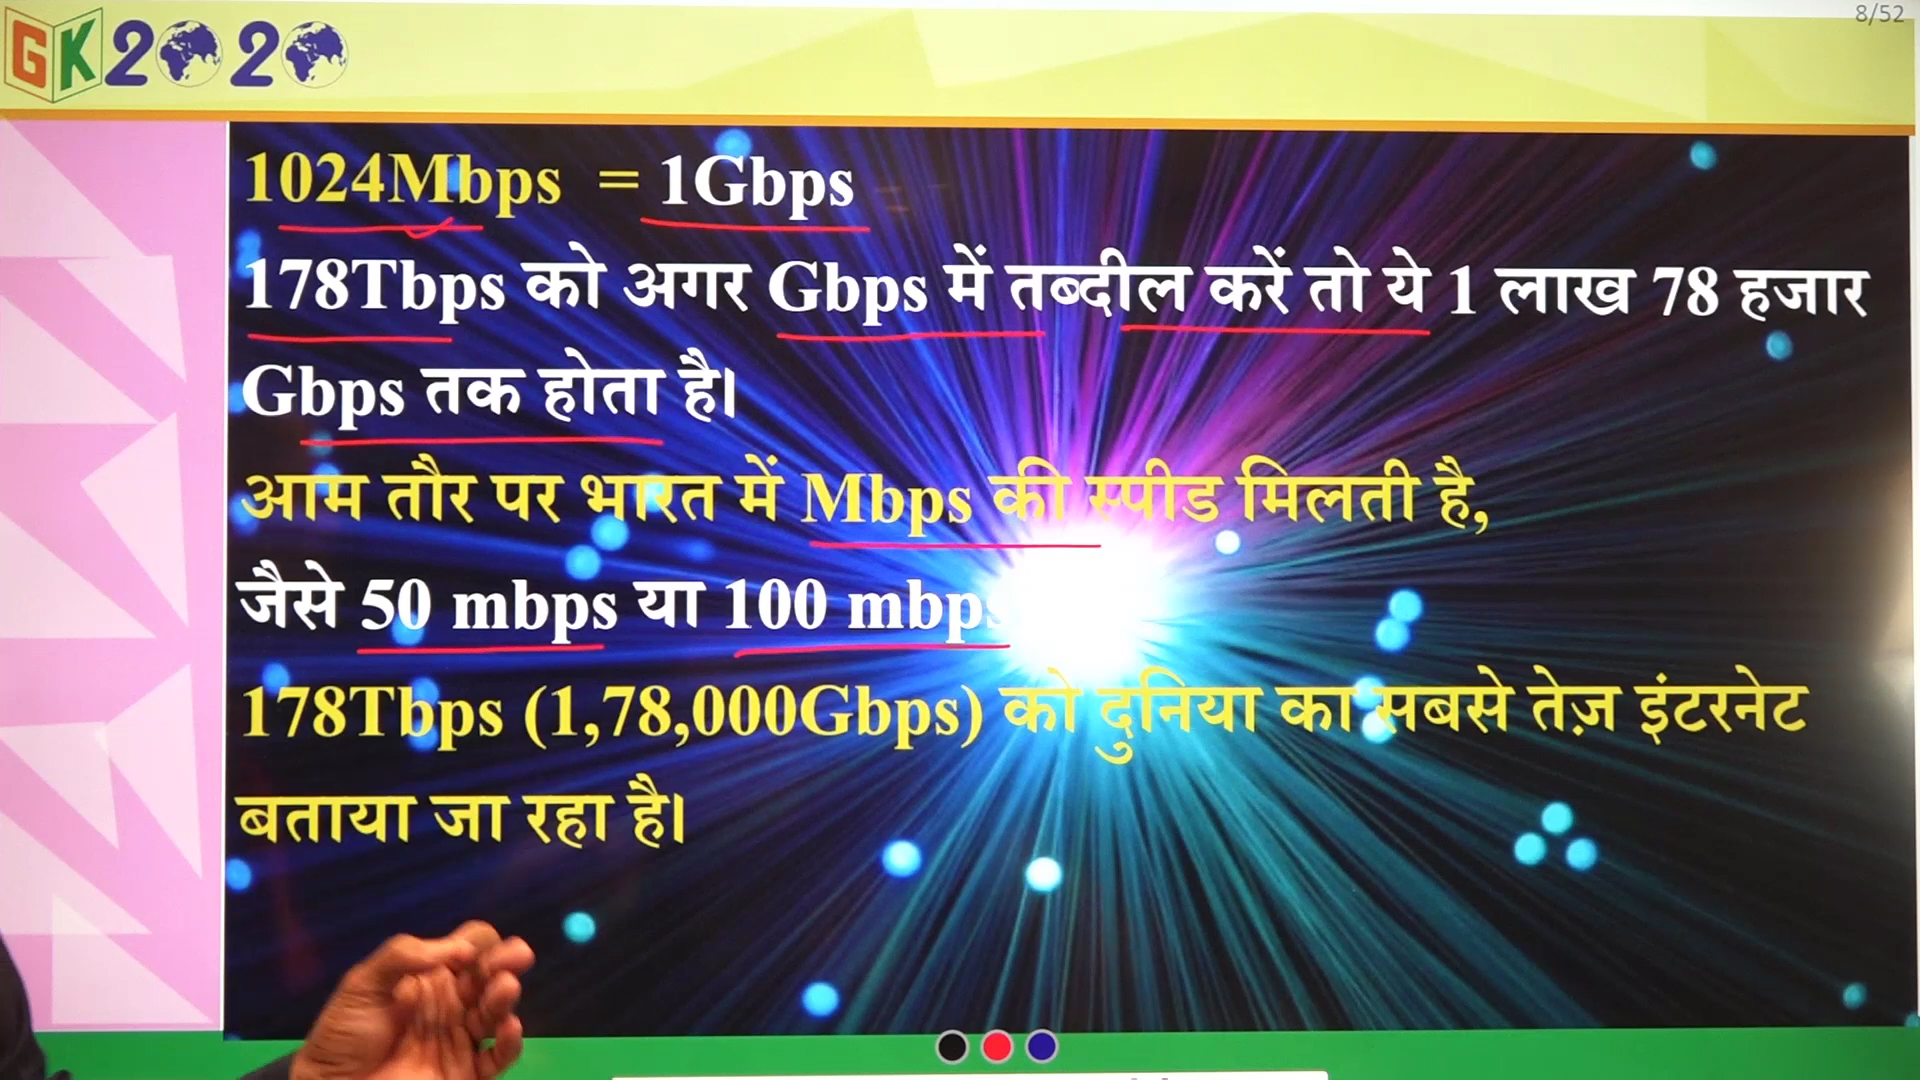 8/52
GK2020
1024Mbps = 1Gbps
178Tbps को अगर Gbps में तब्दील करें तो ये 1 लाख 78 हजार
Gbps तक होता है।
आम तौर पर भारत में Mbps की स्पीड मिलती है,
जैसे 50 mbps या 100 mbps
178Tbps (1,78,000Gbps) को दुनिया का सबसे तेज़ इंटरनेट
बताया जा रहा है।